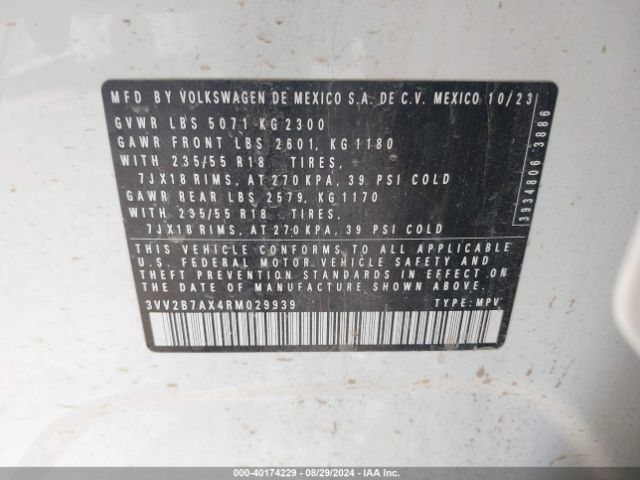 MFD BY VOLKSWAGEN DE MEXICO S.A. DE C.V. MEXICO 10/23
GVWR LBS 5071 KG 2300
GAWR FRONT LBS 2601, KG 1180
WITH 235/55 R18 TIRES,
7JX18 RIMS, AT 270 KPA, 39 PSI COLD
GAWR REAR LBS 2579, KG 1170
WITH 235/55 R18 TIRES,
7JX18 RIMS, AT 270 KPA, 39 PSI COLD
THIS VEHICLE CONFORMS TO ALL APPLICABLE
U.S. FEDERAL MOTOR VEHICLE SAFETY AND
THEFT PREVENTION STANDARDS IN EFFECT ON
THE DATE OF MANUFACTURE SHOWN ABOVE.
3VV2B7AX4RM029939 TYPE: MPV
3934806 3886
000-40174229 - 08/29/2024 - IAA Inc.